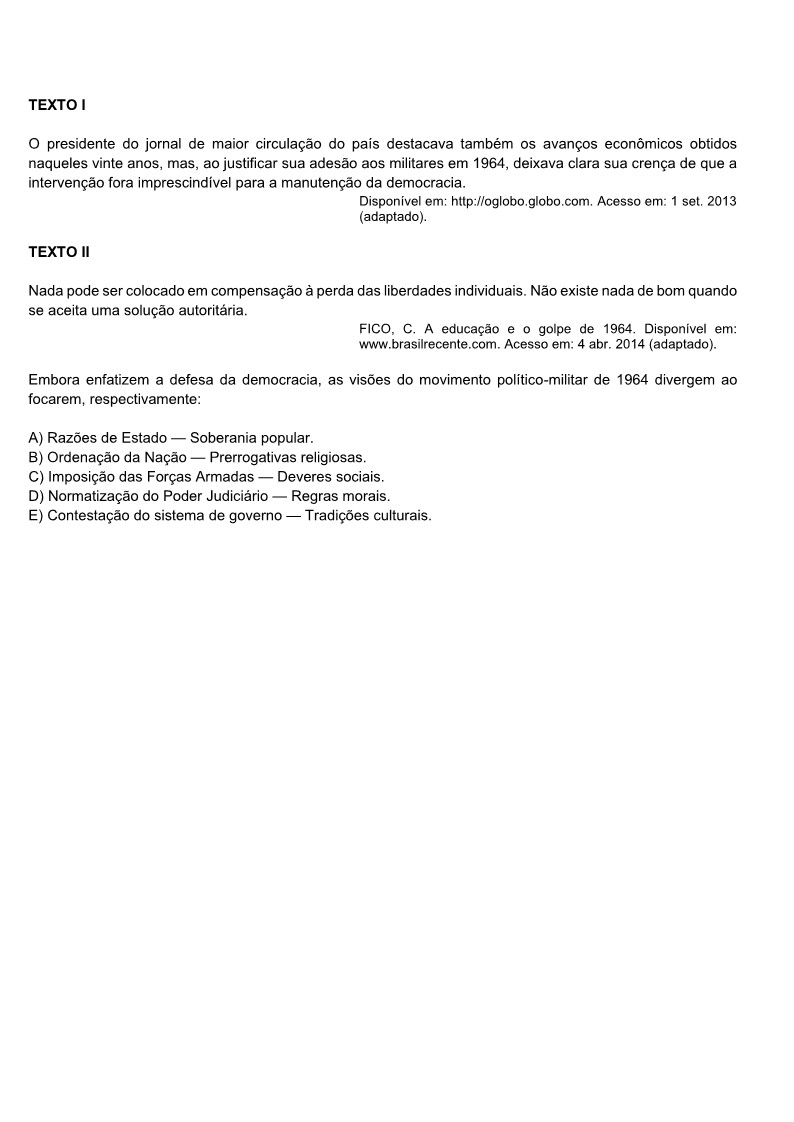 TEXTO I
O presidente do jornal de maior circulação do país destacava também os avanços econômicos obtidos
naqueles vinte anos, mas, ao justificar sua adesão aos militares em 1964, deixava clara sua crença de que a
intervenção fora imprescindível para a manutenção da democracia.
Disponível em: http://oglobo.globo.com. Acesso em: 1 set. 2013
(adaptado).
TEXTO II
Nada pode ser colocado em compensação à perda das liberdades individuais. Não existe nada de bom quando
se aceita uma solução autoritária.
FICO, C. A educação e o golpe de 1964. Disponível em:
www.brasilrecente.com. Acesso em: 4 abr. 2014 (adaptado).
Embora enfatizem a defesa da democracia, as visões do movimento político-militar de 1964 divergem ao
focarem, respectivamente:
A) Razões de Estado — Soberania popular.
B) Ordenação da Nação — Prerrogativas religiosas.
C) Imposição das Forças Armadas — Deveres sociais.
D) Normatização do Poder Judiciário — Regras morais.
E) Contestação do sistema de governo — Tradições culturais.